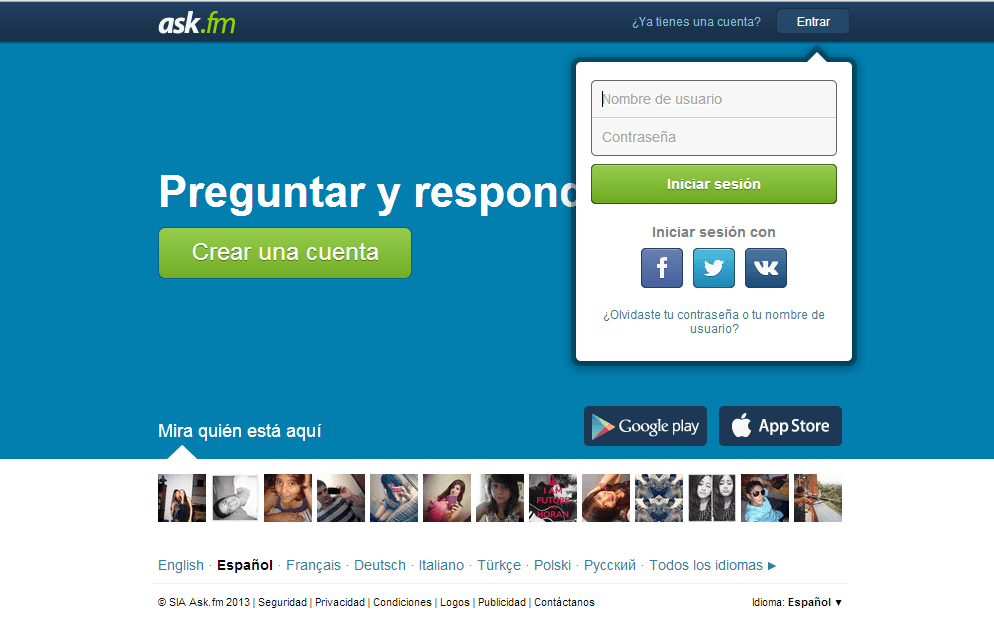 ask.fm
¿Ya tienes una cuenta?
Entrar
Nombre de usuario
Contraseña
Iniciar sesión
Iniciar sesión con
¿Olvidaste tu contraseña o tu nombre de
usuario?
Preguntar y respond
Crear una cuenta
Mira quién está aquí
Google play
App Store
I AM
FUTURE
HORAN
English · Español · Français · Deutsch · Italiano · Türkçe · Polski · Русский · Todos los idiomas ▶
© SIA Ask.fm 2013 | Seguridad | Privacidad | Condiciones | Logos | Publicidad | Contáctanos
Idioma: Español ▼